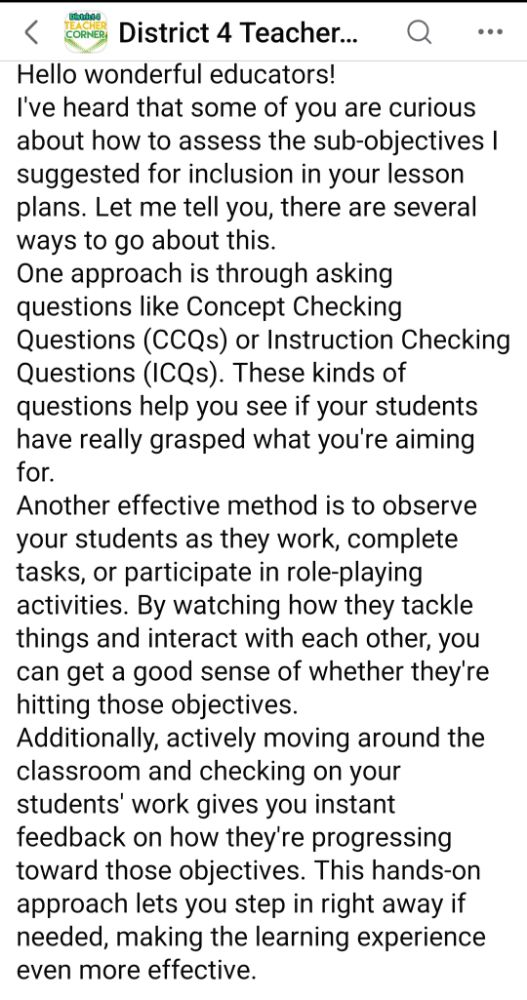 District 4
TEACHER
CORNER
District 4 Teacher...
Hello wonderful educators!
I've heard that some of you are curious
about how to assess the sub-objectives I
suggested for inclusion in your lesson
plans. Let me tell you, there are several
ways to go about this.
One approach is through asking
questions like Concept Checking
Questions (CCQs) or Instruction Checking
Questions (ICQs). These kinds of
questions help you see if your students
have really grasped what you're aiming
for.
Another effective method is to observe
your students as they work, complete
tasks, or participate in role-playing
activities. By watching how they tackle
things and interact with each other, you
can get a good sense of whether they're
hitting those objectives.
Additionally, actively moving around the
classroom and checking on your
students' work gives you instant
feedback on how they're progressing
toward those objectives. This hands-on
approach lets you step in right away if
needed, making the learning experience
even more effective.